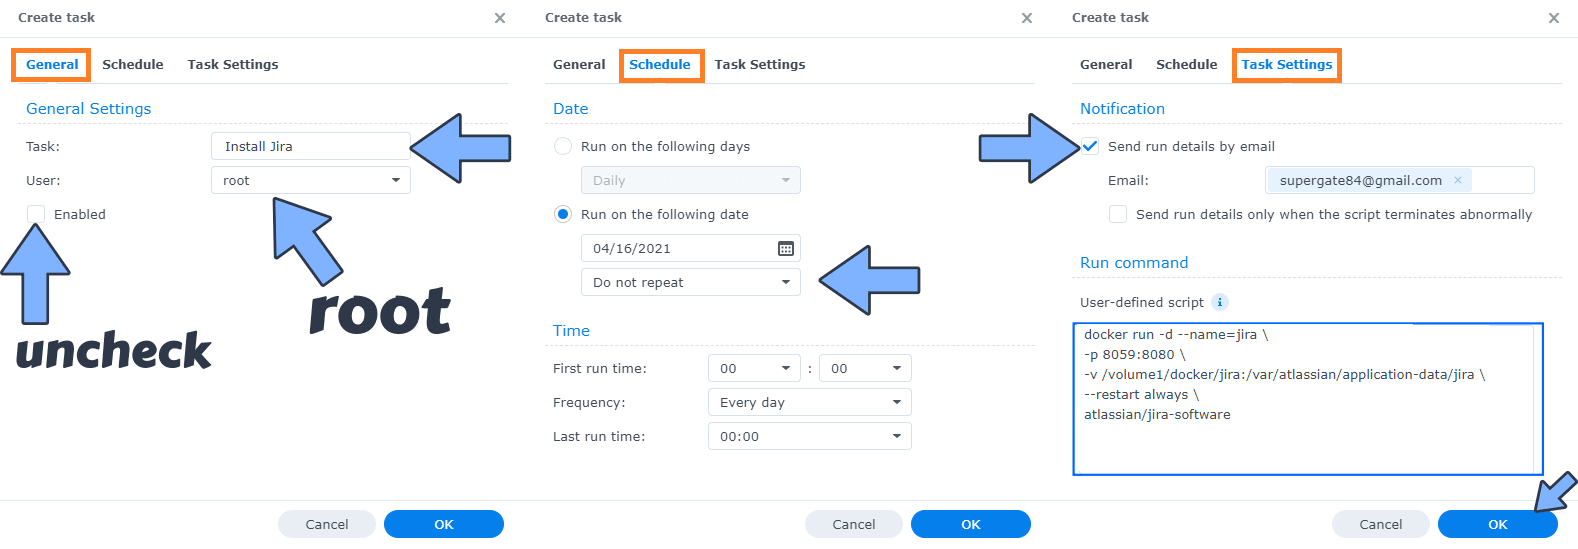 Create task
General Schedule Task Settings
General Settings
Task: Install Jira
User: root
Enabled
root
uncheck
Cancel OK
Create task
General Schedule Task Settings
Date
Run on the following days
Daily
Run on the following date
04/16/2021
Do not repeat
Time
First run time: 00 : 00
Frequency: Every day
Last run time: 00:00
Cancel OK
Create task
General Schedule Task Settings
Notification
Send run details by email
Email: supergate84@gmail.com
Send run details only when the script terminates abnormally
Run command
User-defined script i
docker run -d --name=jira \
-p 8059:8080 \
-v /volume1/docker/jira:/var/atlassian/application-data/jira \
--restart always \
atlassian/jira-software
Cancel OK